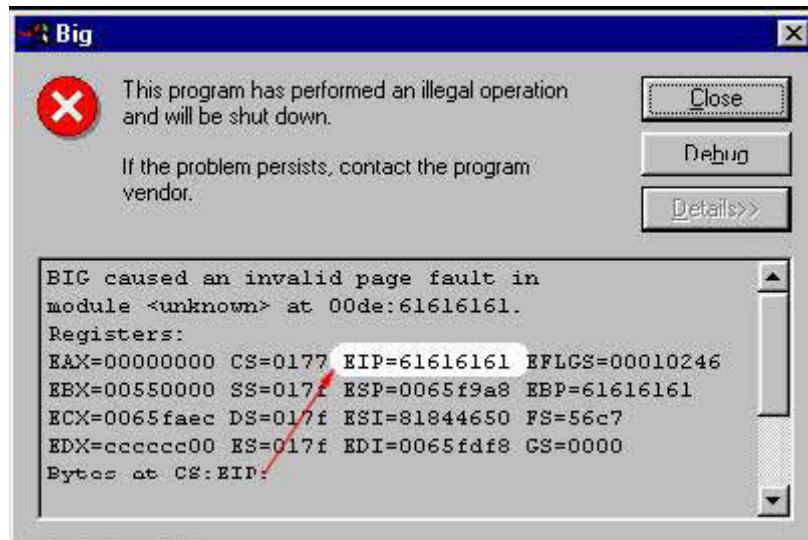 Big
This program has performed an illegal operation
and will be shut down.
If the problem persists, contact the program
vendor.
Close
Debug
Details>>
BIG caused an invalid page fault in
module <unknown> at 00de:61616161.
Registers:
EAX=00000000 CS=0177 EIP=61616161 EFLGS=00010246
EBX=00550000 SS=017f ESP=0065f9a8 EBP=61616161
ECX=0065faec DS=017f ESI=81844650 FS=56c7
EDX=cccccc00 ES=017f EDI=0065fdf8 GS=0000
Bytes at CS:EIP: